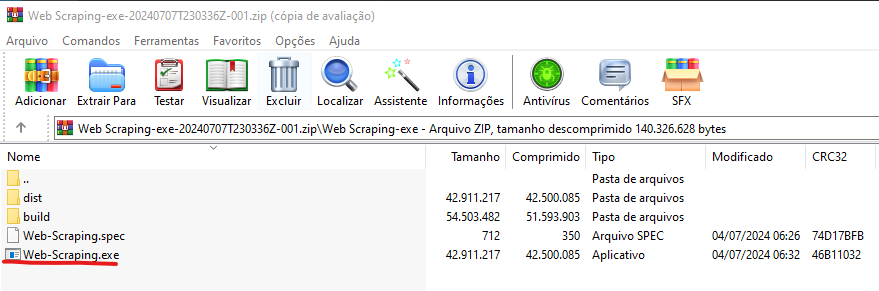 Web Scraping-exe-20240707T230336Z-001.zip (cópia de avaliação)
Arquivo Comandos Ferramentas Favoritos Opções Ajuda
Adicionar Extrair Para Testar Visualizar Excluir Localizar Assistente Informações Antivírus Comentários SFX
Web Scraping-exe-20240707T230336Z-001.zip\Web Scraping-exe - Arquivo ZIP, tamanho descomprimido 140.326.628 bytes
Nome Tamanho Comprimido Tipo Modificado CRC32
.. Pasta de arquivos
dist 42.911.217 42.500.085 Pasta de arquivos
build 54.503.482 51.593.903 Pasta de arquivos
Web-Scraping.spec 712 350 Arquivo SPEC 04/07/2024 06:26 74D17BFB
Web-Scraping.exe 42.911.217 42.500.085 Aplicativo 04/07/2024 06:32 46B11032